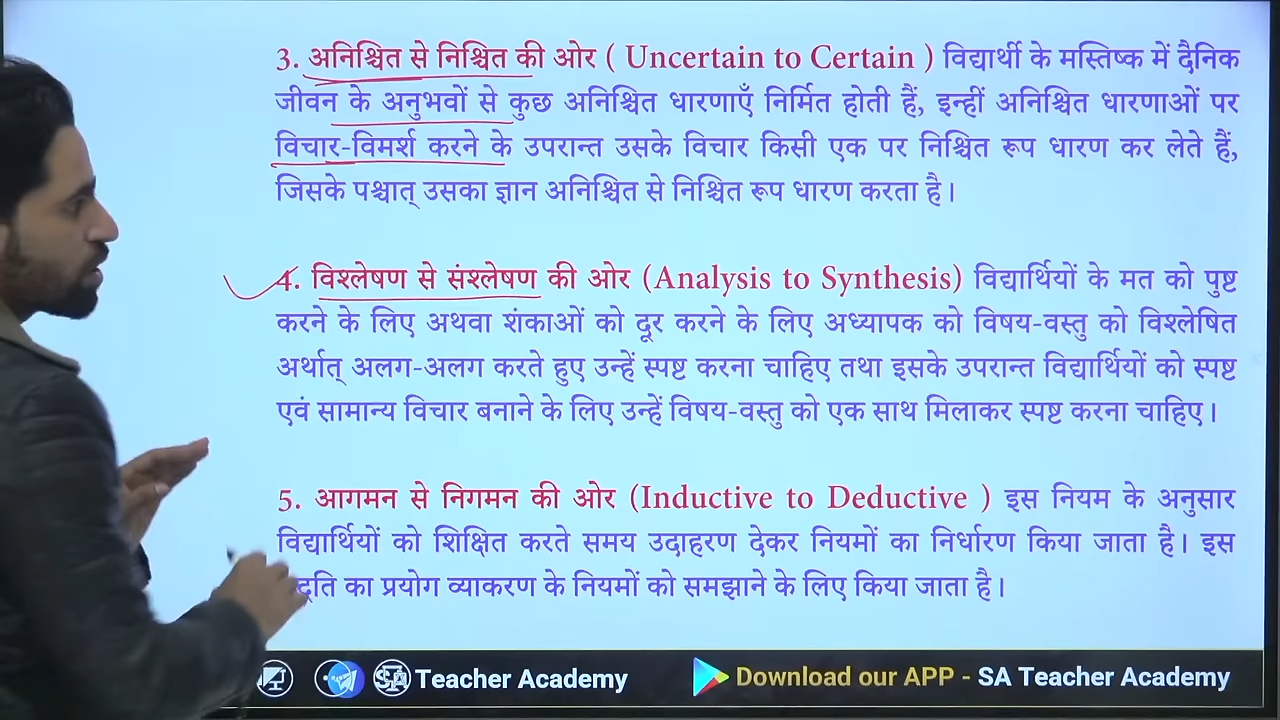 3. अनिश्चित से निश्चित की ओर ( Uncertain to Certain ) विद्यार्थी के मस्तिष्क में दैनिक
जीवन के अनुभवों से कुछ अनिश्चित धारणाएँ निर्मित होती हैं, इन्हीं अनिश्चित धारणाओं पर
विचार-विमर्श करने के उपरान्त उसके विचार किसी एक पर निश्चित रूप धारण कर लेते हैं,
जिसके पश्चात् उसका ज्ञान अनिश्चित से निश्चित रूप धारण करता है।
4. विश्लेषण से संश्लेषण की ओर (Analysis to Synthesis) विद्यार्थियों के मत को पुष्ट
करने के लिए अथवा शंकाओं को दूर करने के लिए अध्यापक को विषय-वस्तु को विश्लेषित
अर्थात् अलग-अलग करते हुए उन्हें स्पष्ट करना चाहिए तथा इसके उपरान्त विद्यार्थियों को स्पष्ट
एवं सामान्य विचार बनाने के लिए उन्हें विषय-वस्तु को एक साथ मिलाकर स्पष्ट करना चाहिए।
5. आगमन से निगमन की ओर (Inductive to Deductive ) इस नियम के अनुसार
विद्यार्थियों को शिक्षित करते समय उदाहरण देकर नियमों का निर्धारण किया जाता है। इस
का प्रयोग व्याकरण के नियमों को समझाने के लिए किया जाता है।
Teacher Academy Download our APP - SA Teacher Academy